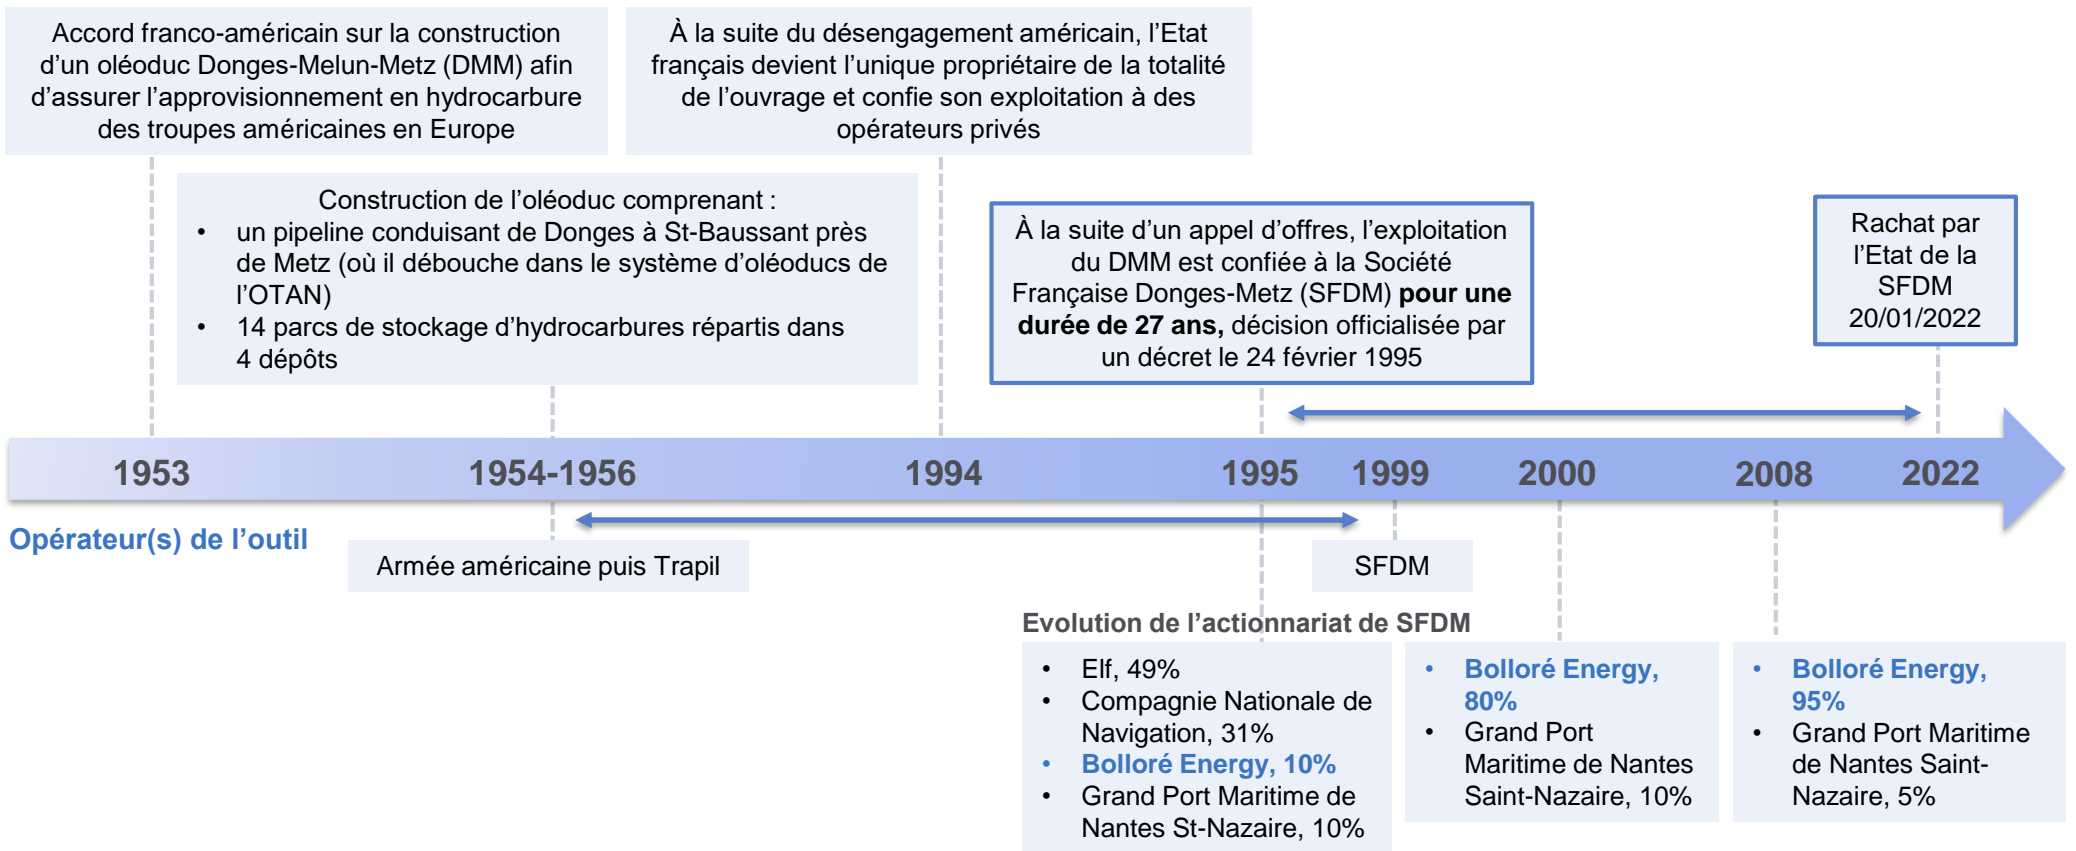 Accord franco-américain sur la construction
d’un oléoduc Donges-Melun-Metz (DMM) afin
d’assurer l’approvisionnement en hydrocarbure
des troupes américaines en Europe
À la suite du désengagement américain, l’Etat
français devient l’unique propriétaire de la totalité
de l’ouvrage et confie son exploitation à des
opérateurs privés
Construction de l’oléoduc comprenant :
• un pipeline conduisant de Donges à St-Baussant près
de Metz (où il débouche dans le système d’oléoducs de
l’OTAN)
• 14 parcs de stockage d’hydrocarbures répartis dans
4 dépôts
À la suite d’un appel d’offres, l’exploitation
du DMM est confiée à la Société
Française Donges-Metz (SFDM) pour une
durée de 27 ans, décision officialisée par
un décret le 24 février 1995
Rachat par
l’Etat de la
SFDM
20/01/2022
1953
1954-1956
1994
1995
1999
2000
2008
2022
Opérateur(s) de l’outil
Armée américaine puis Trapil
SFDM
Evolution de l’actionnariat de SFDM
• Elf, 49%
• Compagnie Nationale de
Navigation, 31%
• Bolloré Energy, 10%
• Grand Port Maritime de
Nantes St-Nazaire, 10%
• Bolloré Energy,
80%
• Grand Port
Maritime de Nantes
Saint-Nazaire, 10%
• Bolloré Energy,
95%
• Grand Port Maritime
de Nantes Saint-
Nazaire, 5%